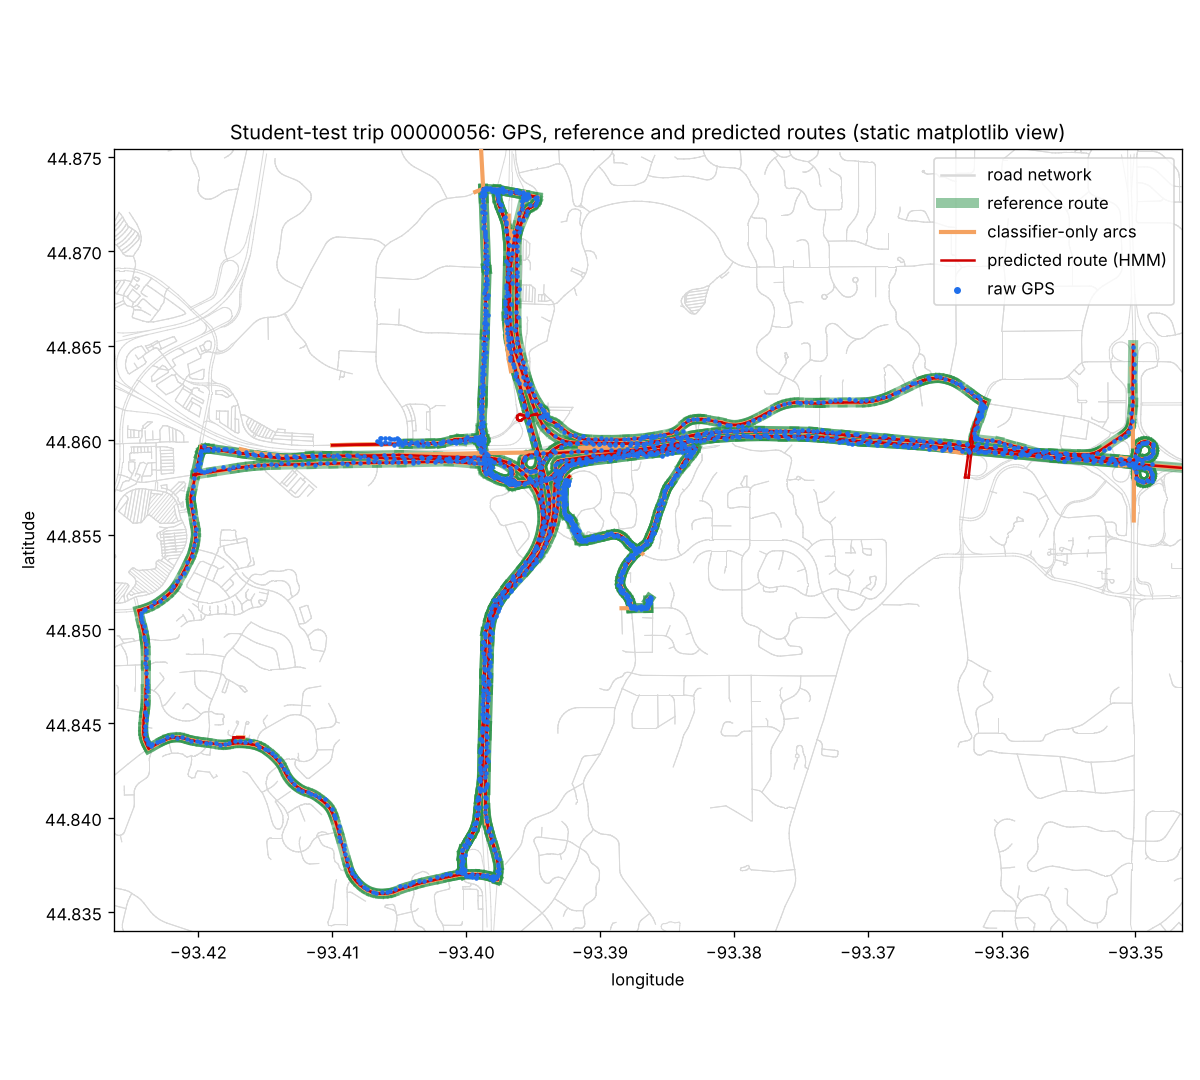 Student-test trip 00000056: GPS, reference and predicted routes (static matplotlib view)
road network
reference route
classifier-only arcs
predicted route (HMM)
raw GPS
latitude
44.875
44.870
44.865
44.860
44.855
44.850
44.845
44.840
44.835
−93.42
−93.41
−93.40
−93.39
−93.38
−93.37
−93.36
−93.35
longitude